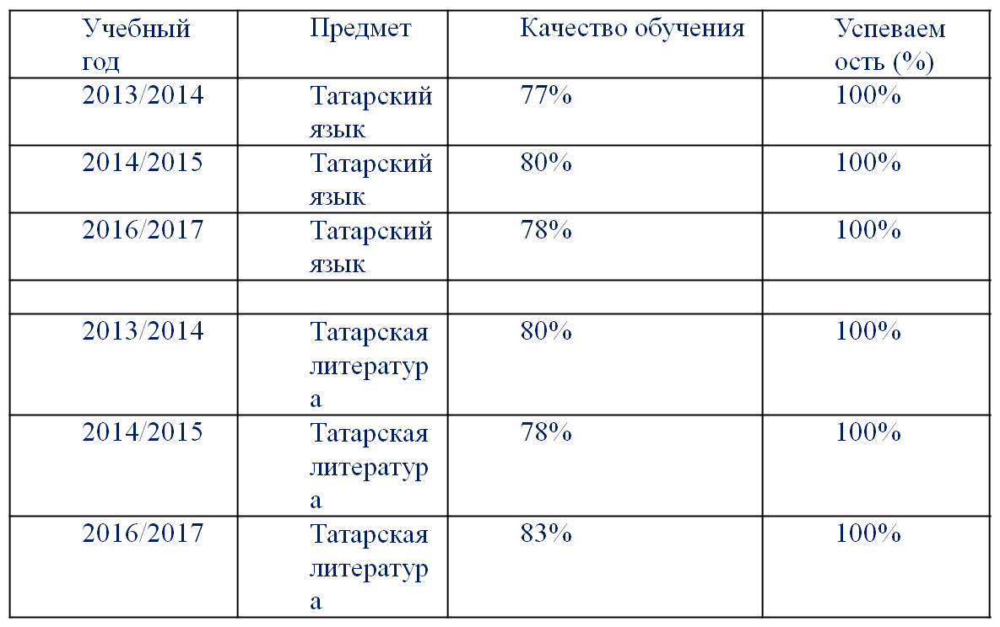 Учебный год Предмет Качество обучения Успеваем
ость (%)
2013/2014 Татарский 77% 100%
язык
2014/2015 Татарский 80% 100%
язык
2016/2017 Татарский 78% 100%
язык
2013/2014 Татарская 80% 100%
литератур
а
2014/2015 Татарская 78% 100%
литератур
а
2016/2017 Татарская 83% 100%
литератур
а